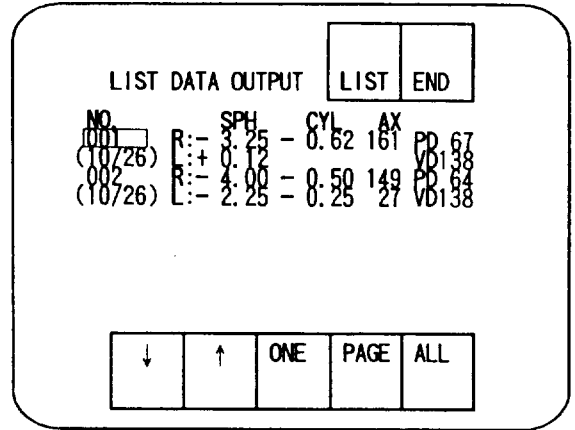 LIST DATA OUTPUT LIST END
NO. SPH CYL AX
001 R:- 3.25 - 0.62 161 PD 67
(10/26) L:+ 0.12 VD138
002 R:- 4.00 - 0.50 149 PD 64
(10/26) L:- 2.25 - 0.25 27 VD138
↓ ↑ ONE PAGE ALL